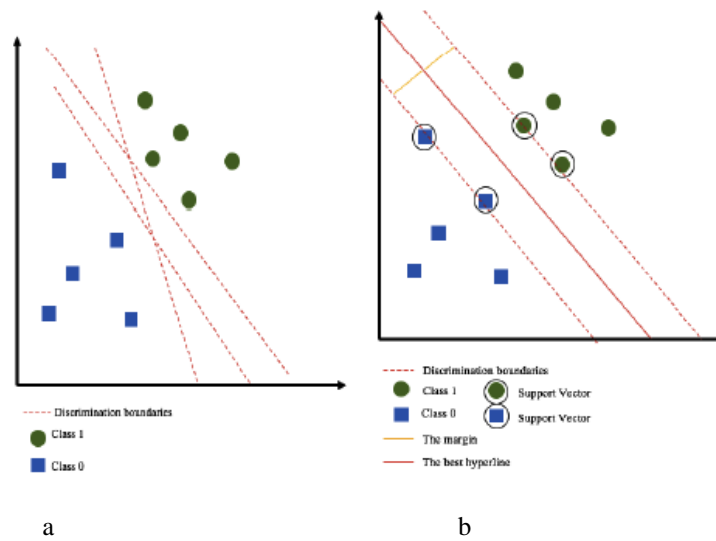 Discrimination boundaries
Class 1
Class 0
Discrimination boundaries
Class 1 Support Vector
Class 0 Support Vector
The margin
The best hyperline
a b